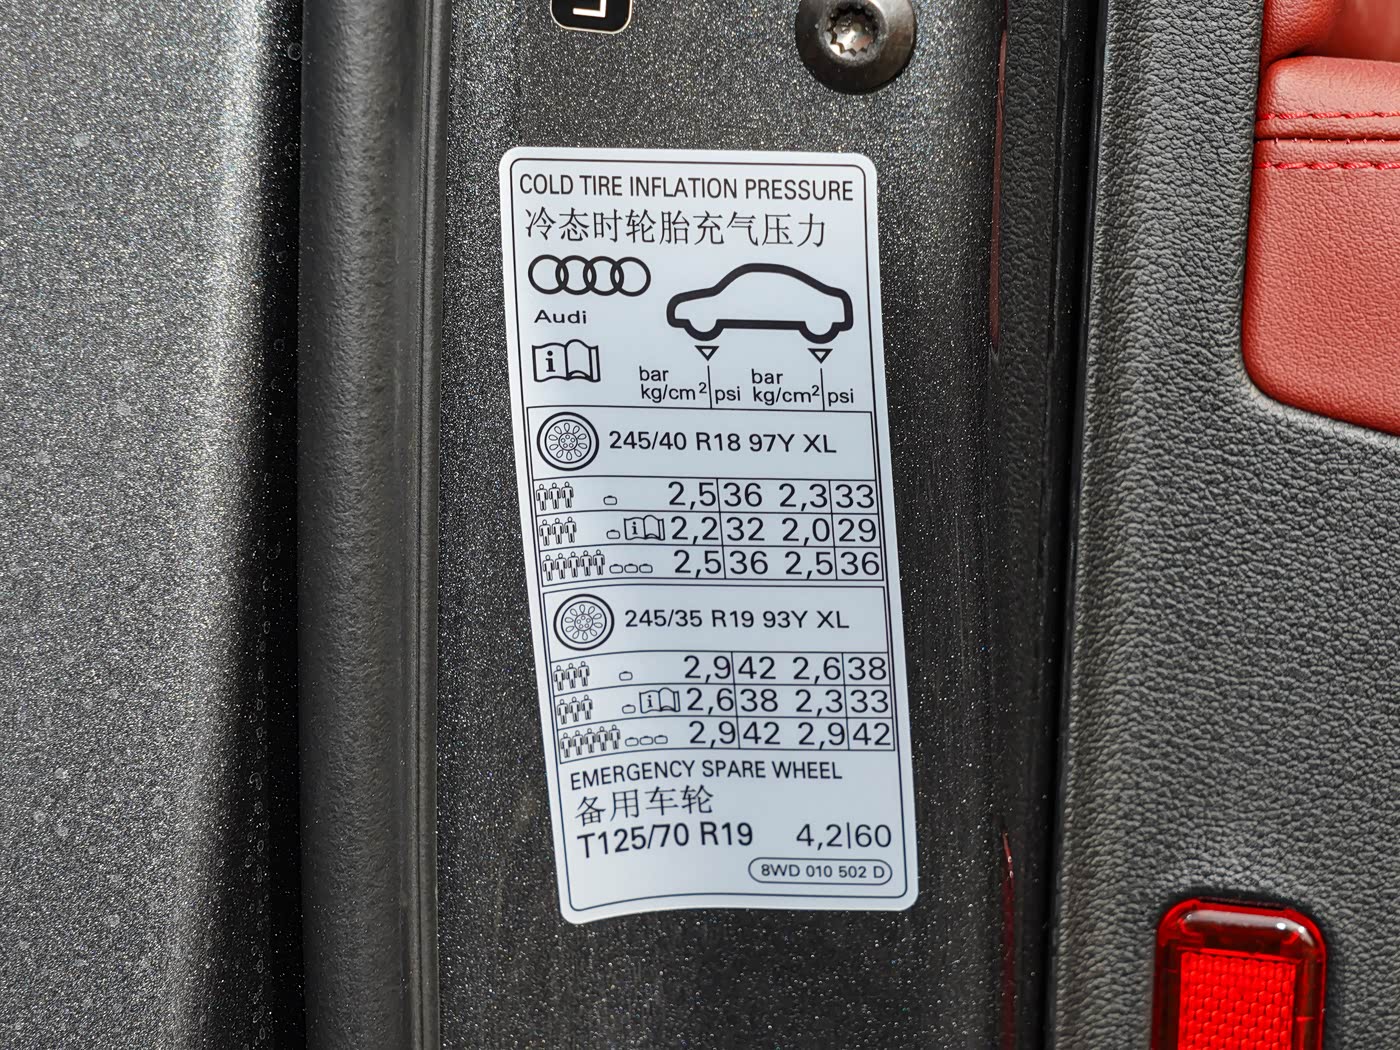 COLD TIRE INFLATION PRESSURE
冷态时轮胎充气压力
Audi
i
bar bar
kg/cm² psi kg/cm² psi
245/40 R18 97Y XL
2,5 36 2,3 33
i 2,2 32 2,0 29
2,5 36 2,5 36
245/35 R19 93Y XL
2,9 42 2,6 38
i 2,6 38 2,3 33
2,9 42 2,9 42
EMERGENCY SPARE WHEEL
备用车轮
T125/70 R19 4,2|60
8WD 010 502 D